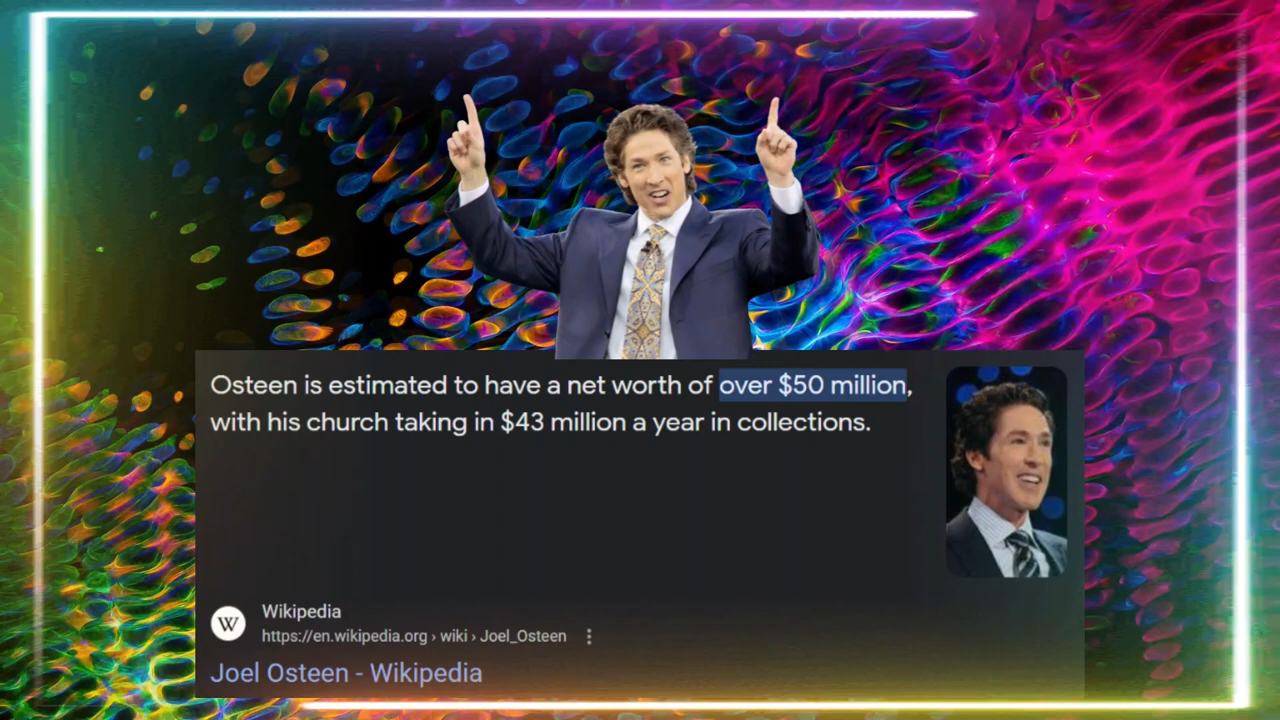 Osteen is estimated to have a net worth of over $50 million,
with his church taking in $43 million a year in collections.
W
Wikipedia
https://en.wikipedia.org › wiki › Joel_Osteen
Joel Osteen - Wikipedia